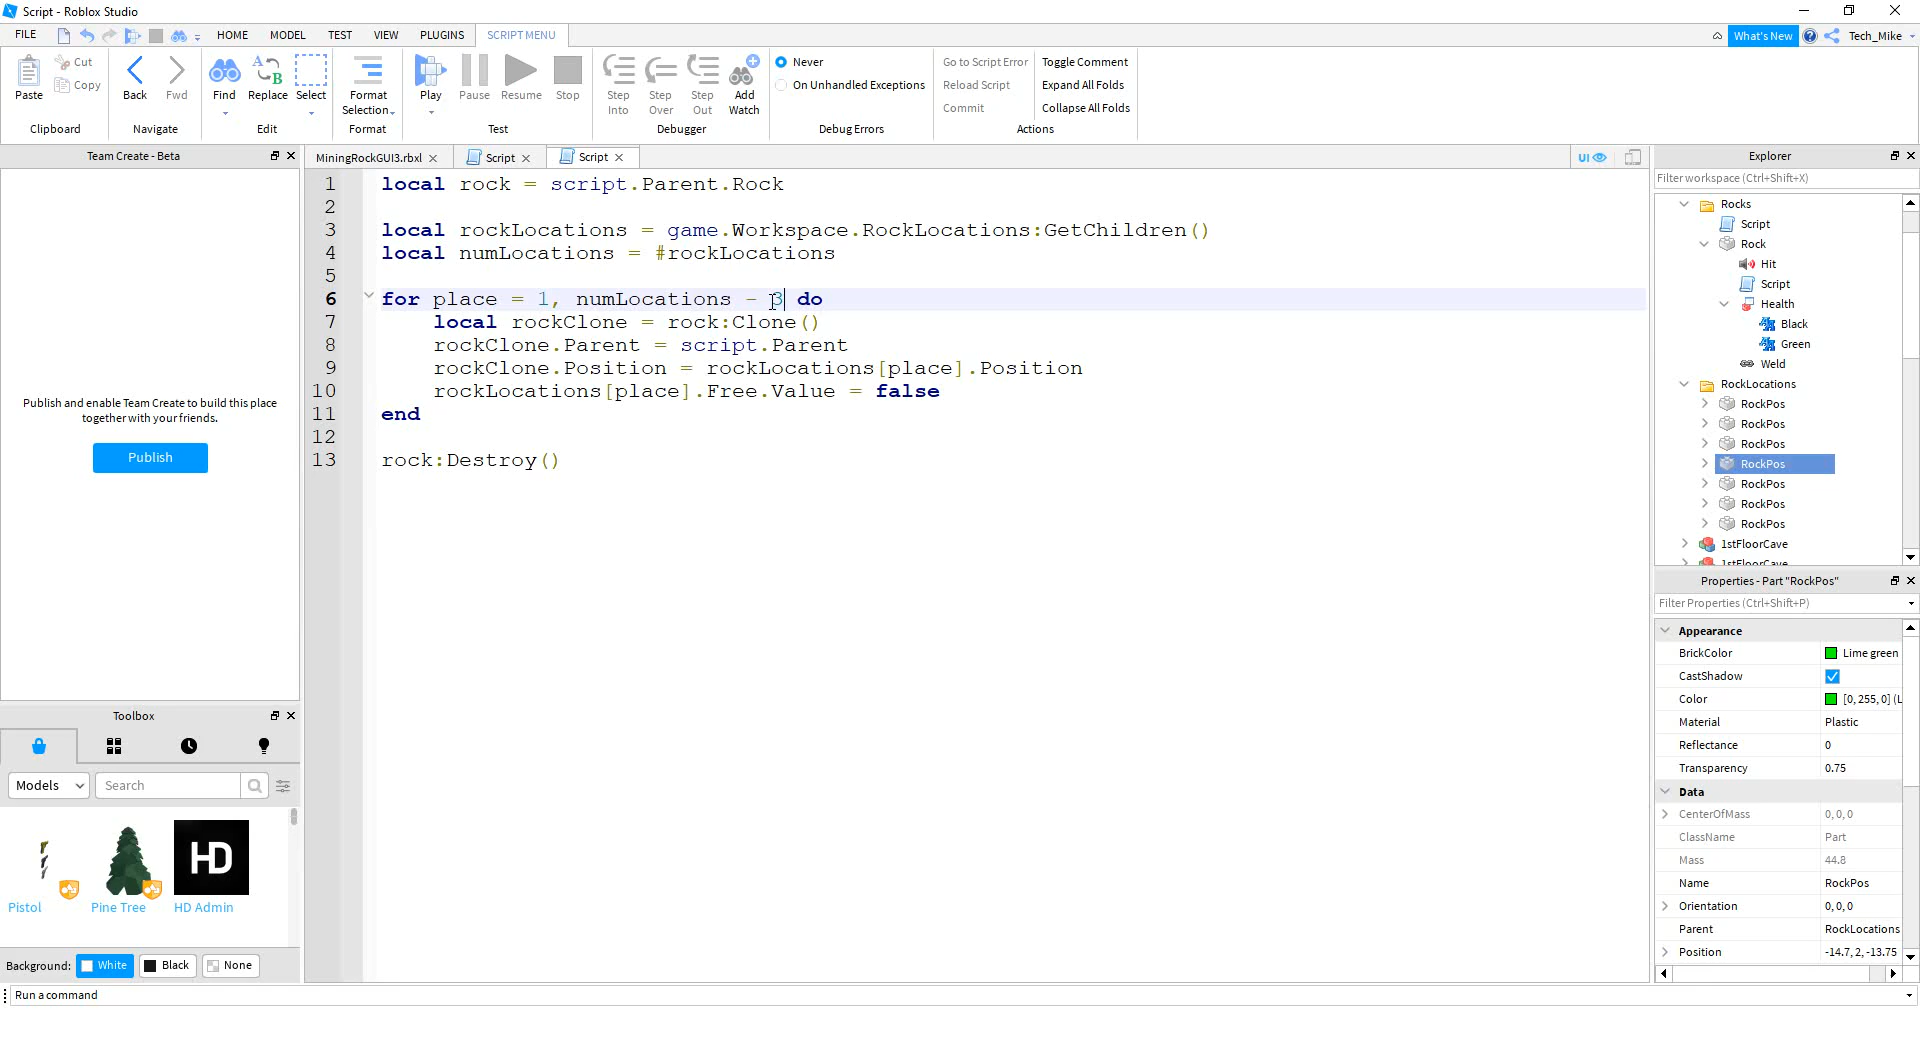 Script - Roblox Studio
FILE HOME MODEL TEST VIEW PLUGINS SCRIPT MENU What's New Tech_Mike
Paste Cut Copy Clipboard
Back Fwd Navigate
Find Replace Select Edit
Format Selection Format
Play Pause Resume Stop Test
Step Into Step Over Step Out Add Watch Debugger
Never
On Unhandled Exceptions
Debug Errors
Go to Script Error Toggle Comment
Reload Script Expand All Folds
Commit Collapse All Folds
Actions
Team Create - Beta
Publish and enable Team Create to build this place
together with your friends.
Publish
Toolbox
Models Search
Pistol Pine Tree HD HD Admin
Background: White Black None
Run a command
MiningRockGUI3.rbxl Script Script UI
1 local rock = script.Parent.Rock
2
3 local rockLocations = game.Workspace.RockLocations:GetChildren()
4 local numLocations = #rockLocations
5
6 for place = 1, numLocations - 3 do
7 local rockClone = rock:Clone()
8 rockClone.Parent = script.Parent
9 rockClone.Position = rockLocations[place].Position
10 rockLocations[place].Free.Value = false
11 end
12
13 rock:Destroy()
Explorer
Filter workspace (Ctrl+Shift+X)
Rocks
Script
Rock
Hit
Script
Health
Black
Green
Weld
RockLocations
RockPos
RockPos
RockPos
RockPos
RockPos
RockPos
RockPos
1stFloorCave
1stFloorCave
Properties - Part "RockPos"
Filter Properties (Ctrl+Shift+P)
Appearance
BrickColor Lime green
CastShadow
Color [0, 255, 0] (L
Material Plastic
Reflectance 0
Transparency 0.75
Data
CenterOfMass 0, 0, 0
ClassName Part
Mass 44.8
Name RockPos
Orientation 0, 0, 0
Parent RockLocations
Position -14.7, 2, -13.75